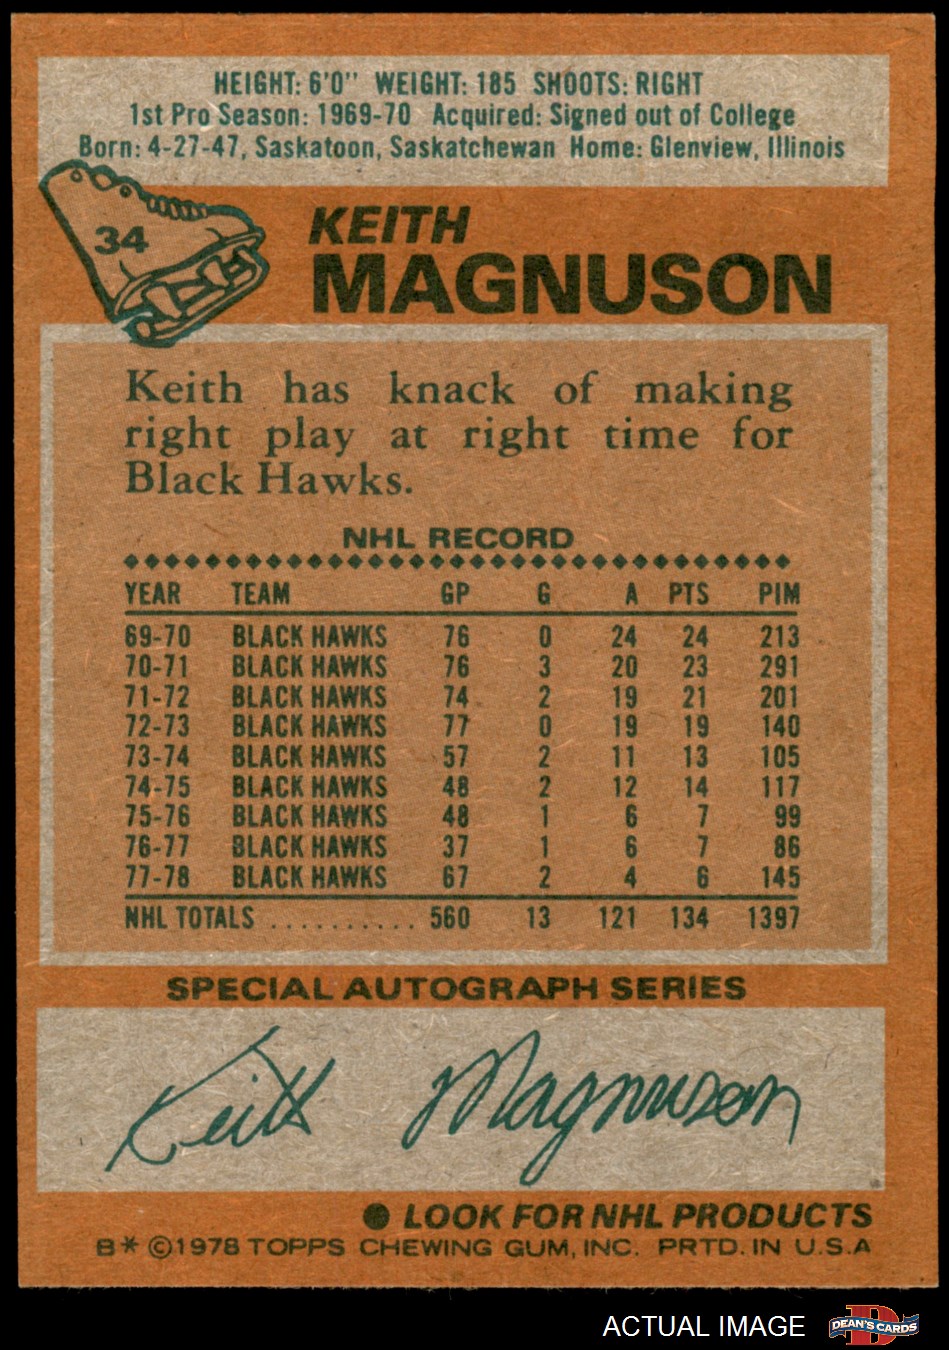 HEIGHT: 6'0" WEIGHT: 185 SHOOTS: RIGHT
1st Pro Season: 1969-70 Acquired: Signed out of College
Born: 4-27-47, Saskatoon, Saskatchewan Home: Glenview, Illinois
34
KEITH
MAGNUSON
Keith has knack of making
right play at right time for
Black Hawks.
NHL RECORD
YEAR TEAM GP G A PTS PIM
69-70 BLACK HAWKS 76 0 24 24 213
70-71 BLACK HAWKS 76 3 20 23 291
71-72 BLACK HAWKS 74 2 19 21 201
72-73 BLACK HAWKS 77 0 19 19 140
73-74 BLACK HAWKS 57 2 11 13 105
74-75 BLACK HAWKS 48 2 12 14 117
75-76 BLACK HAWKS 48 1 6 7 99
76-77 BLACK HAWKS 37 1 6 7 86
77-78 BLACK HAWKS 67 2 4 6 145
NHL TOTALS .......... 560 13 121 134 1397
SPECIAL AUTOGRAPH SERIES
Keith Magnuson
● LOOK FOR NHL PRODUCTS
B* ©1978 TOPPS CHEWING GUM, INC. PRTD. IN U.S.A
ACTUAL IMAGE
D
DEAN'S CARDS